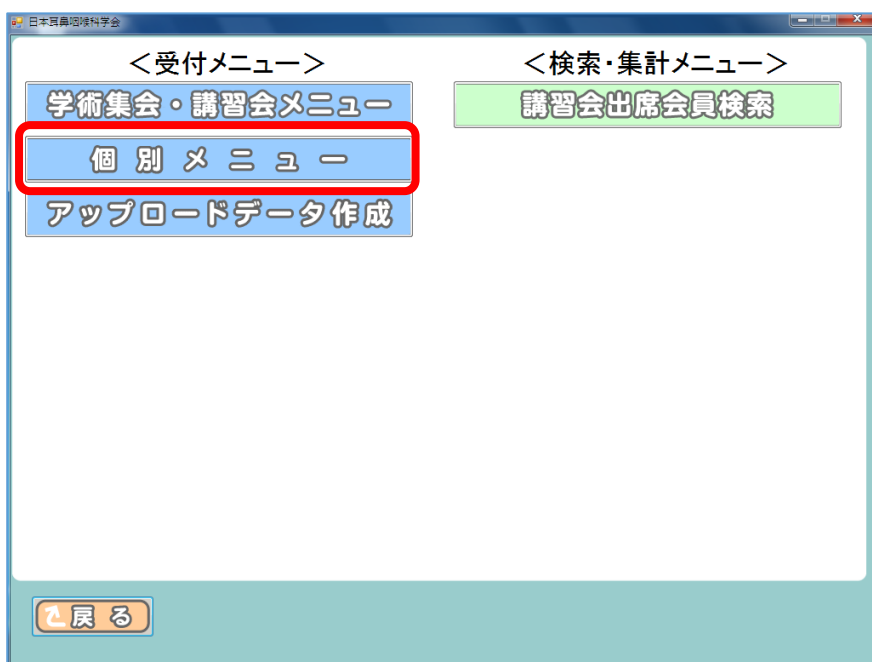 日本耳鼻咽喉科学会
＜受付メニュー＞
学術集会・講習会メニュー
個別メニュー
アップロードデータ作成
＜検索・集計メニュー＞
講習会出席会員検索
戻る